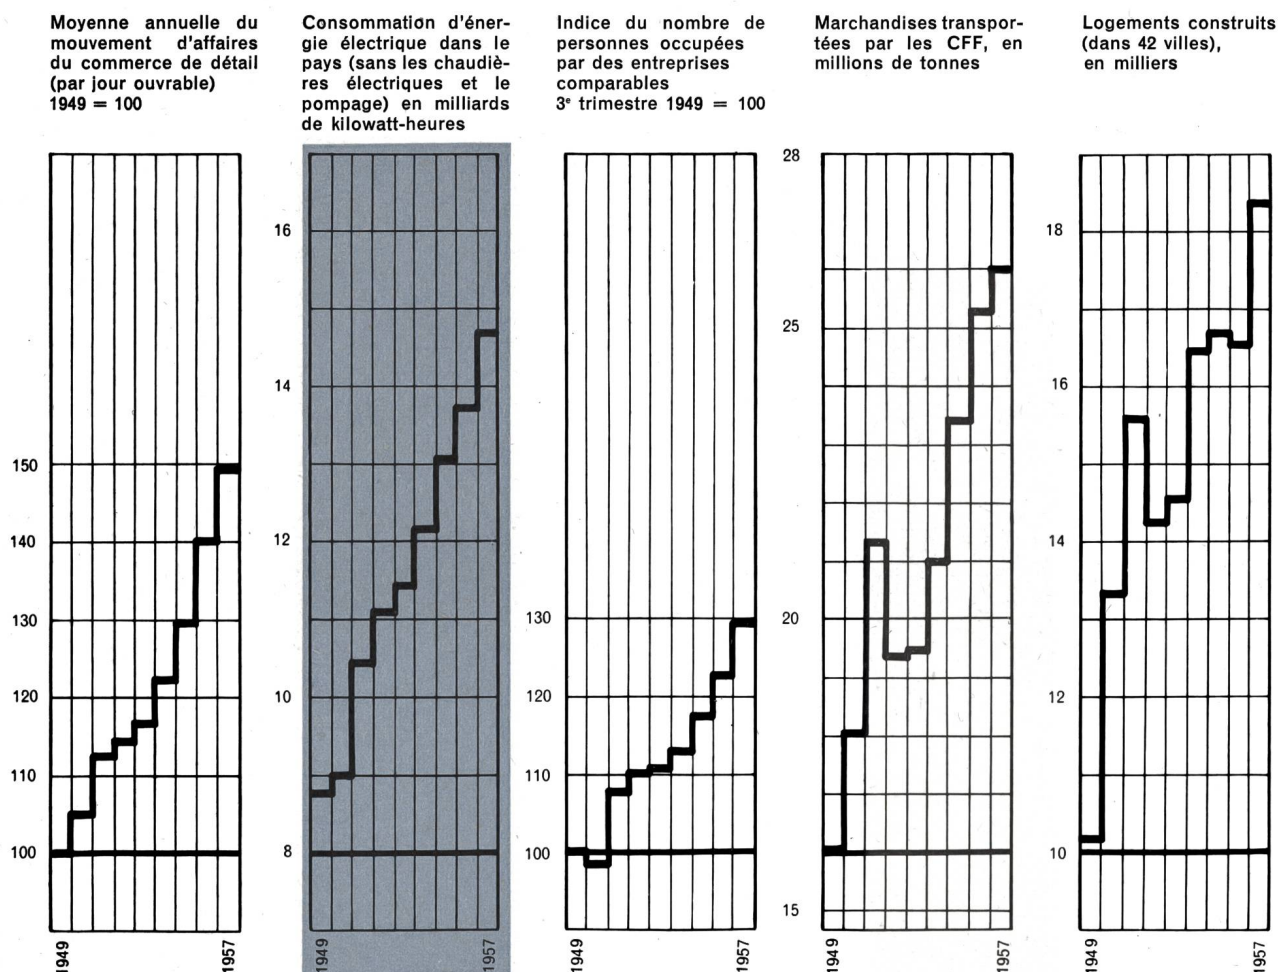 Moyenne annuelle du
mouvement d'affaires
du commerce de détail
(par jour ouvrable)
1949 = 100
150
140
130
120
110
100
1949
1957
Consommation d'éner-
gie électrique dans le
pays (sans les chaudiè-
res électriques et le
pompage) en milliards
de kilowatt-heures
16
14
12
10
8
1949
1957
Indice du nombre de
personnes occupées
par des entreprises
comparables
3e trimestre 1949 = 100
130
120
110
100
1949
1957
Marchandises transpor-
tées par les CFF, en
millions de tonnes
28
25
20
15
1949
1957
Logements construits
(dans 42 villes),
en milliers
18
16
14
12
10
1949
1957